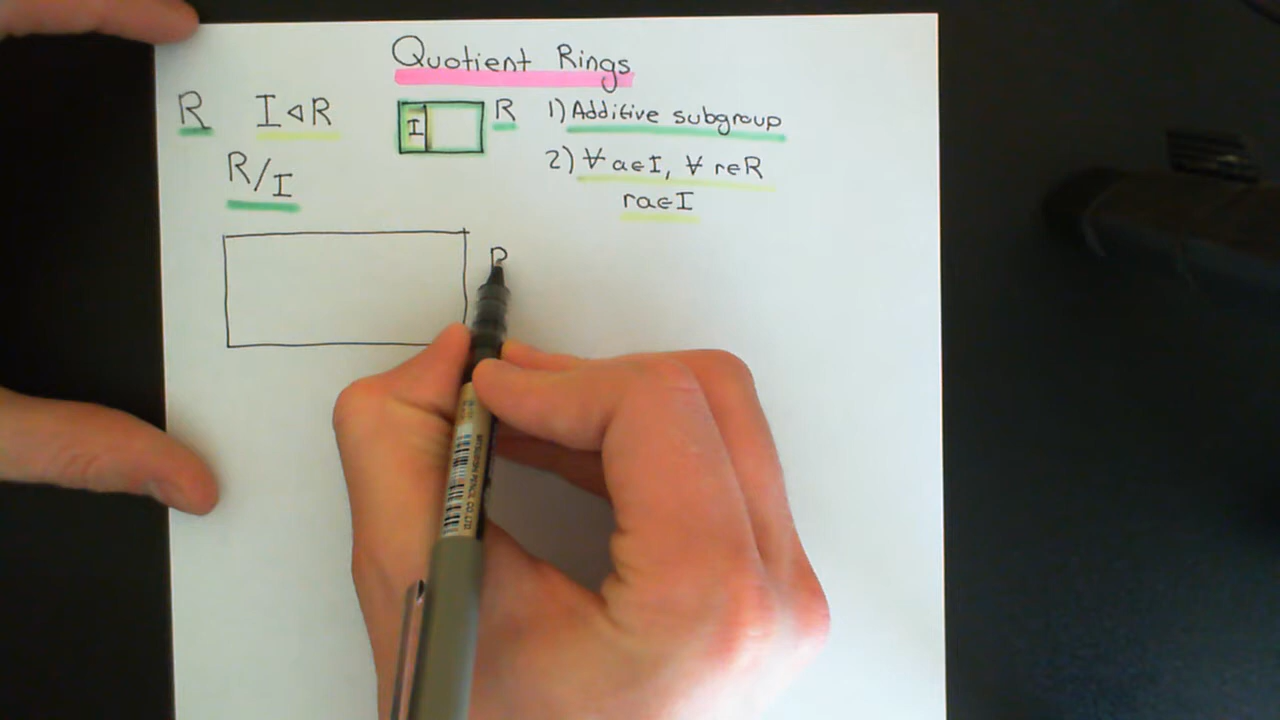 Quotient Rings
R I ⊲ R I R 1) Additive subgroup
R/I 2) ∀ a∈I, ∀ r∈R
ra∈I
R